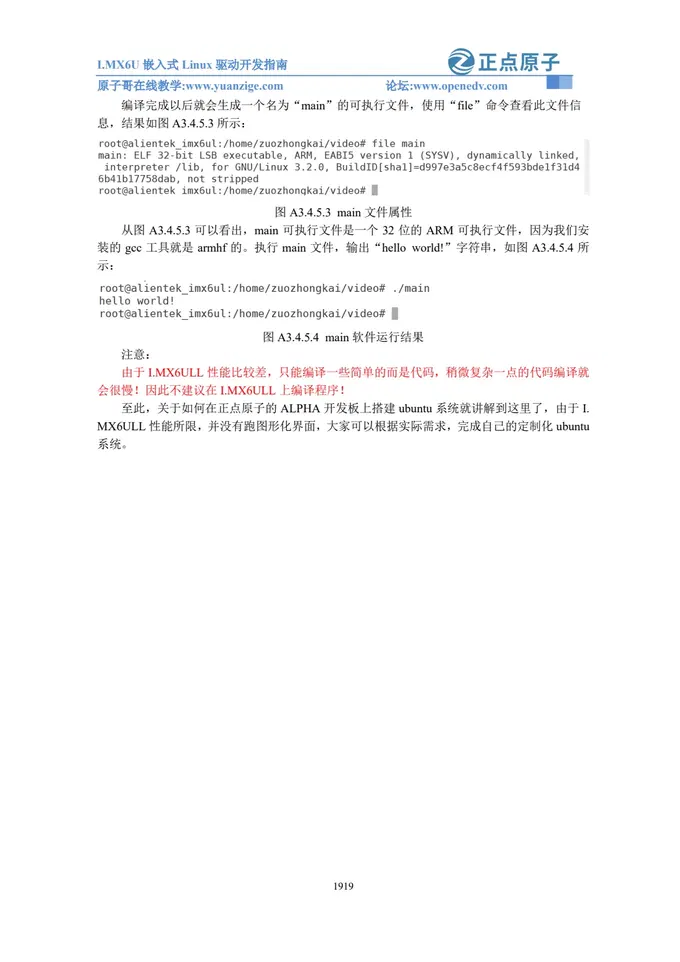 I.MX6U 嵌入式 Linux 驱动开发指南
正点原子
原子哥在线教学:www.yuanzige.com 论坛:www.openedv.com
编译完成以后就会生成一个名为“main”的可执行文件，使用“file”命令查看此文件信
息，结果如图 A3.4.5.3 所示：
root@alientek_imx6ul:/home/zuozhongkai/video# file main
main: ELF 32-bit LSB executable, ARM, EABI5 version 1 (SYSV), dynamically linked,
interpreter /lib, for GNU/Linux 3.2.0, BuildID[sha1]=d997e3a5c8ecf4f593bde1f31d4
6b41b17758dab, not stripped
root@alientek_imx6ul:/home/zuozhongkai/video#
图 A3.4.5.3 main 文件属性
从图 A3.4.5.3 可以看出，main 可执行文件是一个 32 位的 ARM 可执行文件，因为我们安
装的 gcc 工具就是 armhf 的。执行 main 文件，输出“hello world!”字符串，如图 A3.4.5.4 所
示：
root@alientek_imx6ul:/home/zuozhongkai/video# ./main
hello world!
root@alientek_imx6ul:/home/zuozhongkai/video#
图 A3.4.5.4 main 软件运行结果
注意：
由于 I.MX6ULL 性能比较差，只能编译一些简单的而是代码，稍微复杂一点的代码编译就
会很慢！因此不建议在 I.MX6ULL 上编译程序！
至此，关于如何在正点原子的 ALPHA 开发板上搭建 ubuntu 系统就讲解到这里了，由于 I.
MX6ULL 性能所限，并没有跑图形化界面，大家可以根据实际需求，完成自己的定制化 ubuntu
系统。
1919